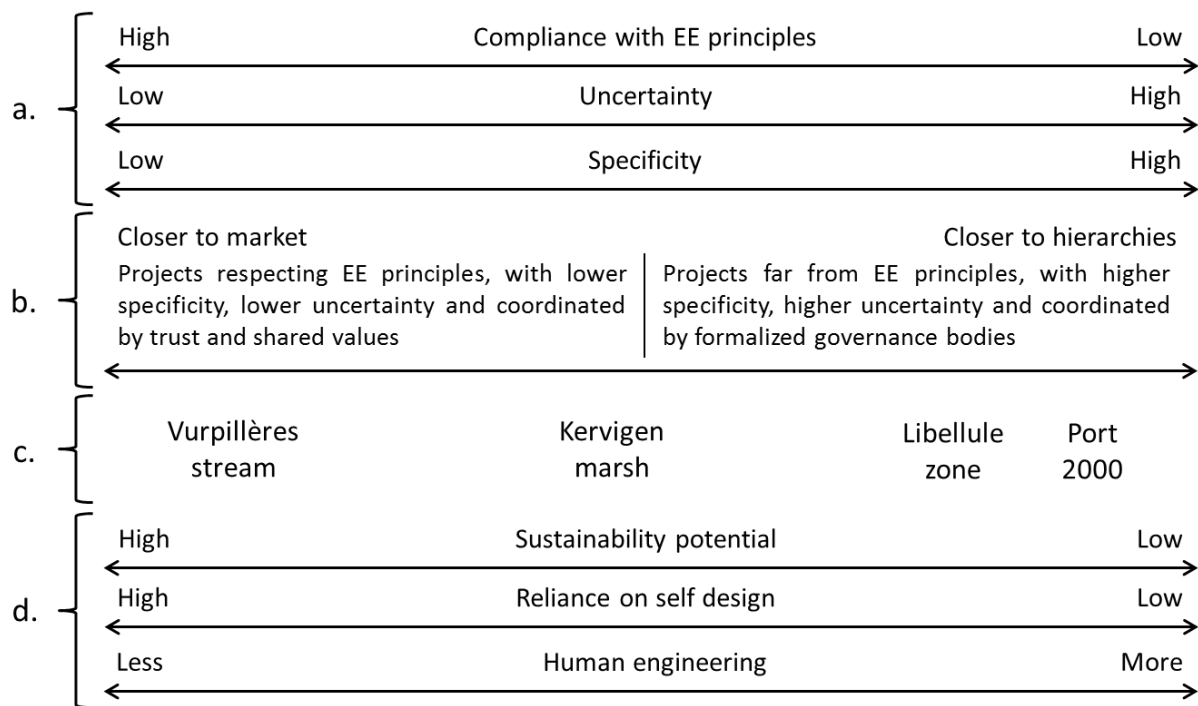 a.
High Compliance with EE principles Low
Low Uncertainty High
Low Specificity High
b.
Closer to market
Projects respecting EE principles, with lower
specificity, lower uncertainty and coordinated
by trust and shared values
Closer to hierarchies
Projects far from EE principles, with higher
specificity, higher uncertainty and coordinated
by formalized governance bodies
c.
Vurpillères
stream
Kervigen
marsh
Libellule
zone
Port
2000
d.
High Sustainability potential Low
High Reliance on self design Low
Less Human engineering More